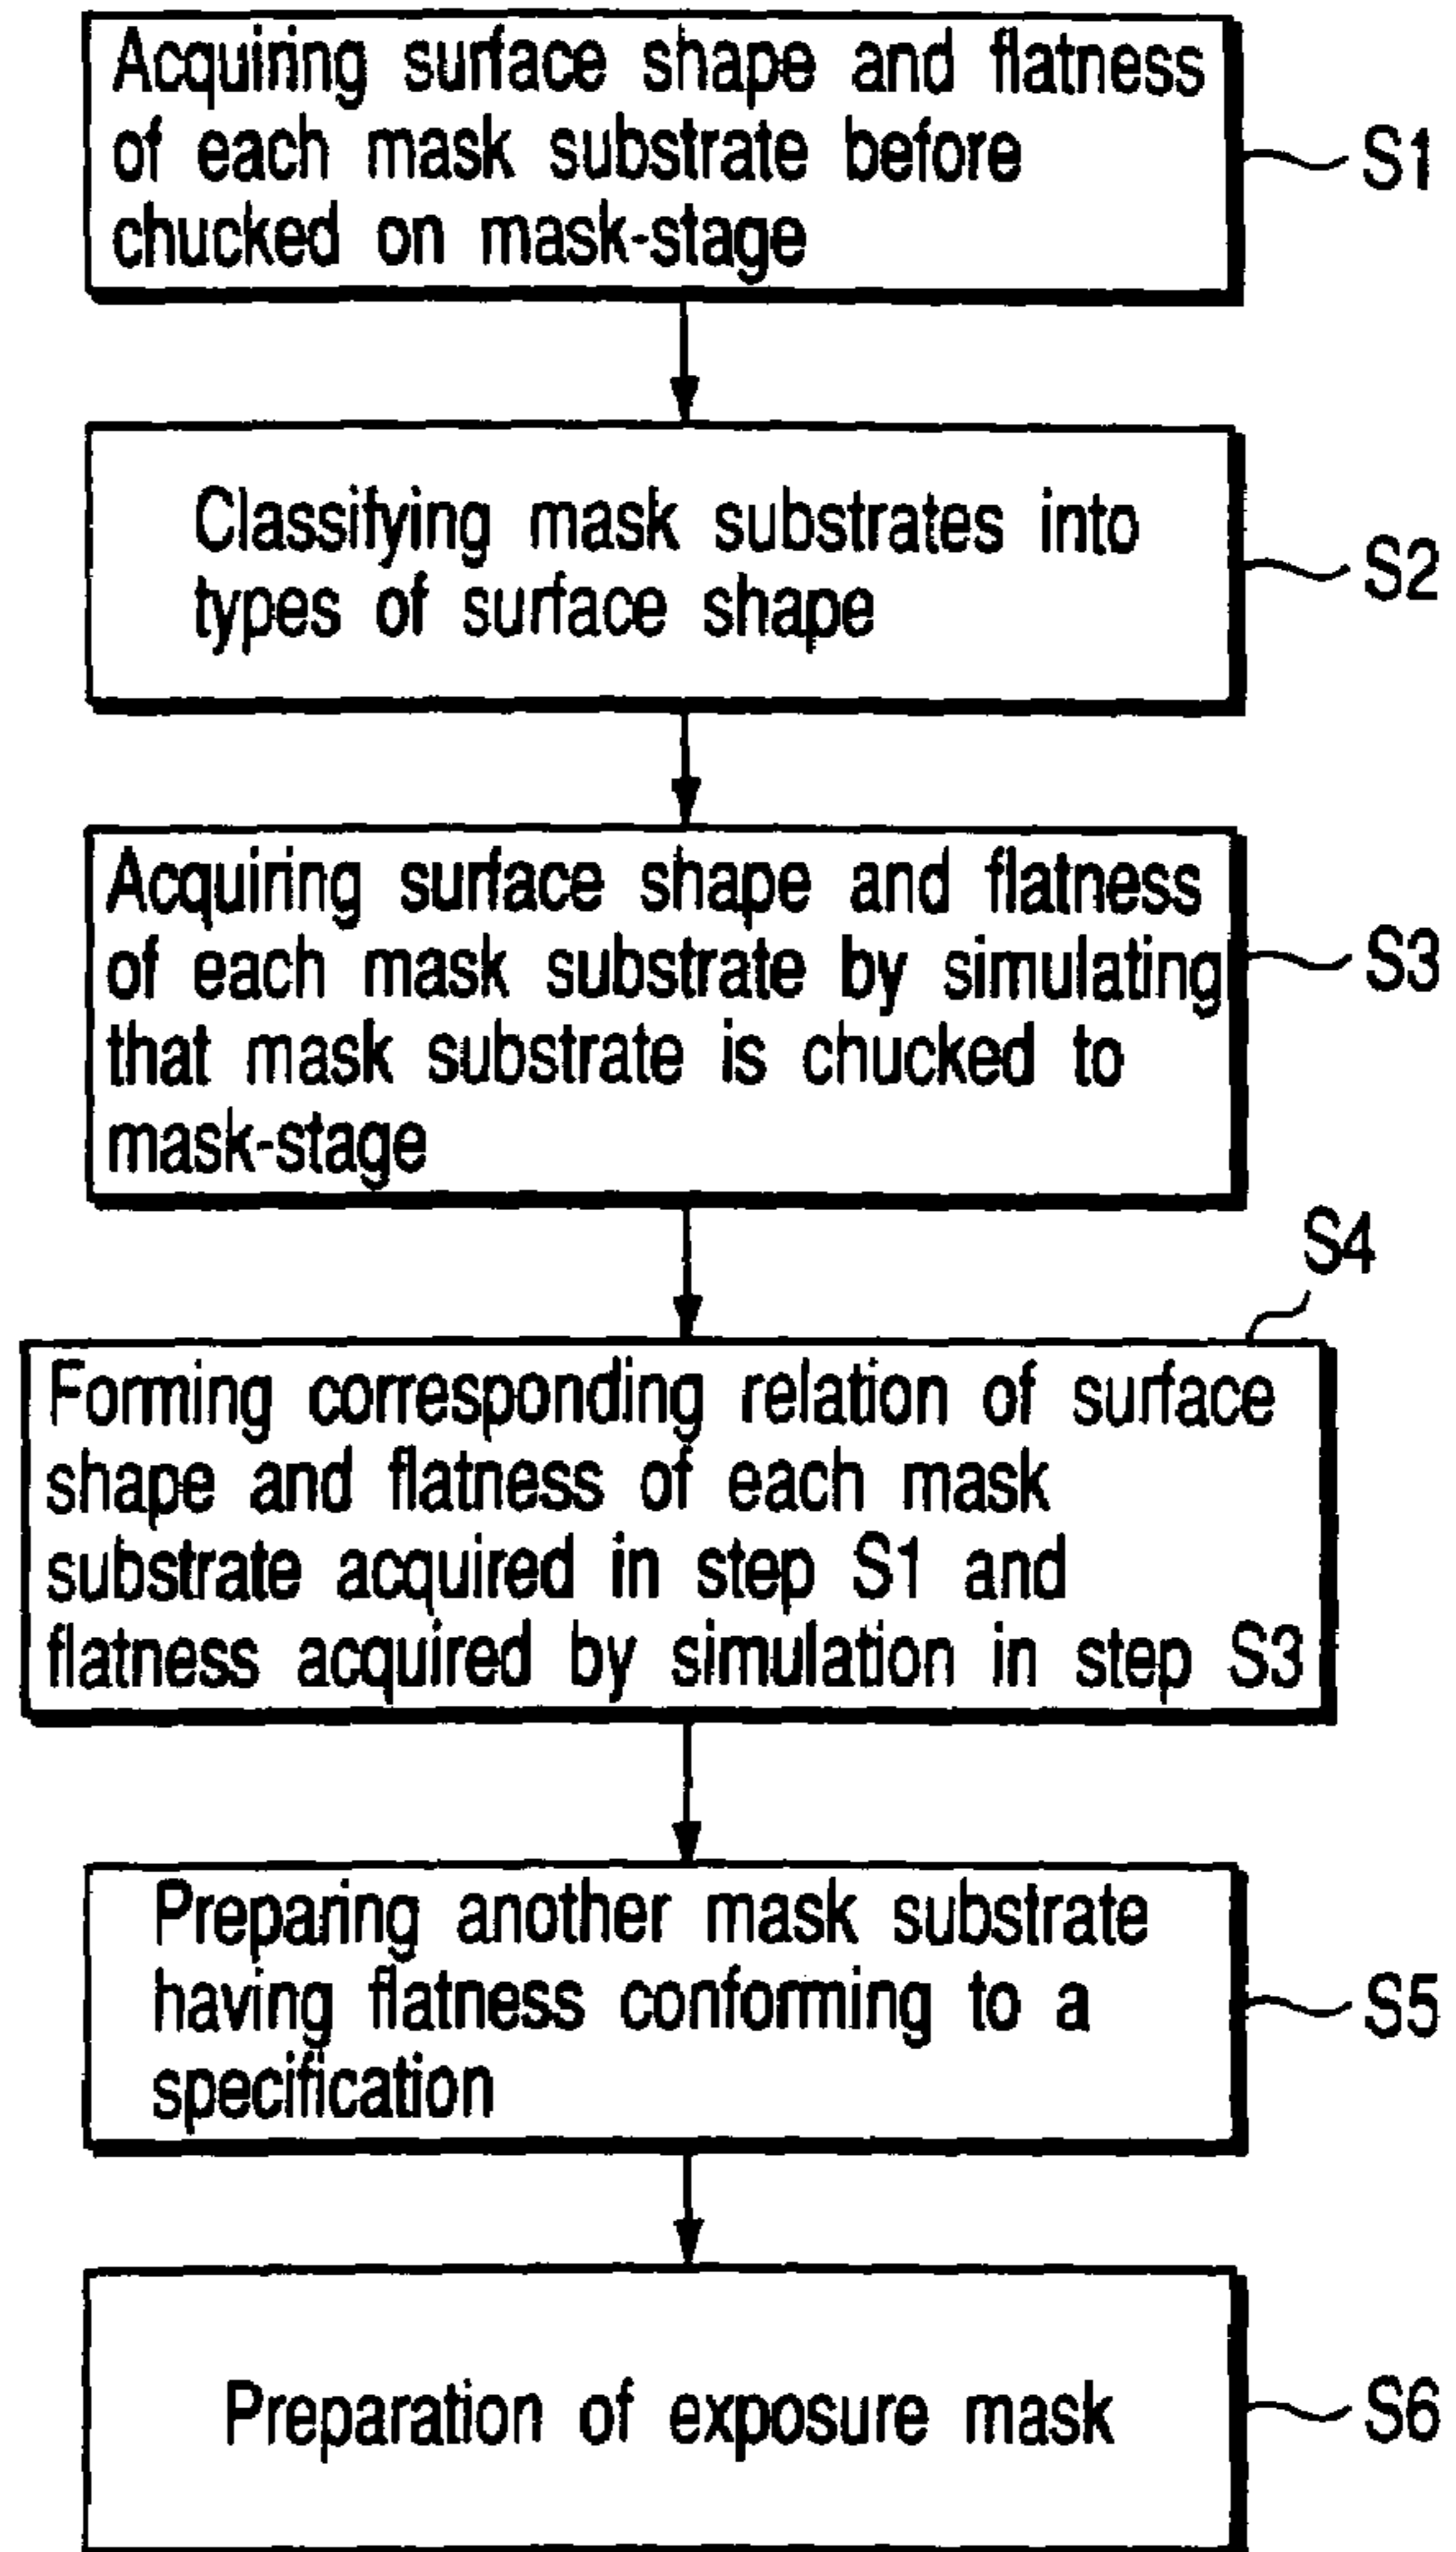 Acquiring surface shape and flatness
of each mask substrate before
chucked on mask-stage
S1
Classifying mask substrates into
types of surface shape
S2
Acquiring surface shape and flatness
of each mask substrate by simulating
that mask substrate is chucked to
mask-stage
S3
S4
Forming corresponding relation of surface
shape and flatness of each mask
substrate acquired in step S1 and
flatness acquired by simulation in step S3
Preparing another mask substrate
having flatness conforming to a
specification
S5
Preparation of exposure mask
S6